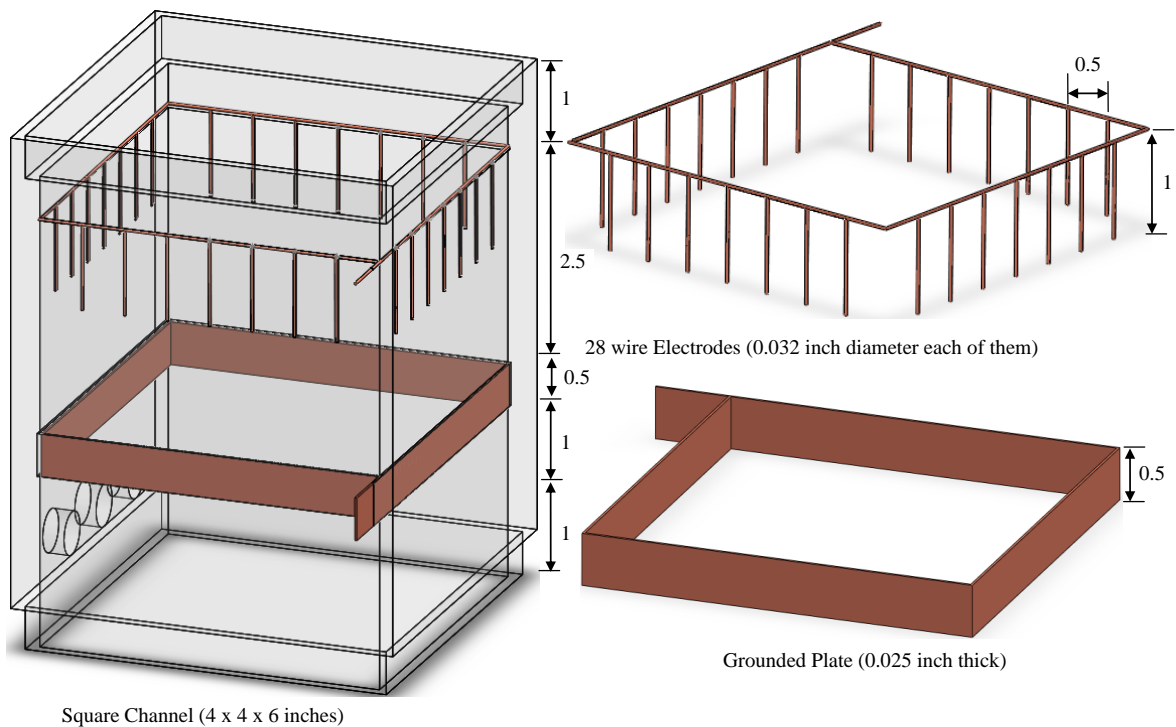 1
2.5
0.5
1
1
Square Channel (4 x 4 x 6 inches)
0.5
1
28 wire Electrodes (0.032 inch diameter each of them)
0.5
Grounded Plate (0.025 inch thick)